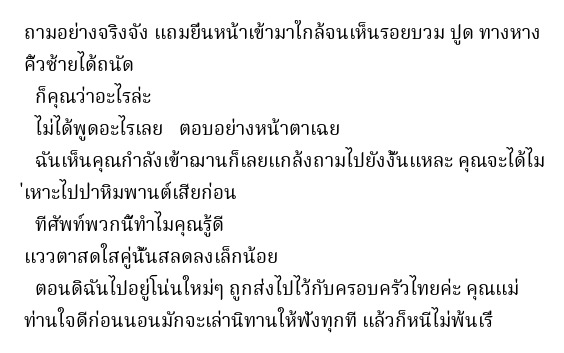 ถามอย่างจริงจัง แถมยื่นหน้าเข้ามาใกล้จนเห็นรอยบวม ปูด ทางหาง
คิ้วซ้ายได้ถนัด
ก็คุณว่าอะไรล่ะ
ไม่ได้พูดอะไรเลย ตอบอย่างหน้าตาเฉย
ฉันเห็นคุณกำลังเข้าฌานก็เลยแกล้งถามไปยังงั้นแหละ คุณจะได้ไม
่เหาะไปป่าหิมพานต์เสียก่อน
ทีศัพท์พวกนี้ทำไมคุณรู้ดี
แววตาสดใสคู่นั้นสลดลงเล็กน้อย
ตอนดิฉันไปอยู่โน่นใหม่ๆ ถูกส่งไปไว้กับครอบครัวไทยค่ะ คุณแม่
ท่านใจดีก่อนนอนมักจะเล่านิทานให้ฟังทุกที แล้วก็หนีไม่พ้นเรื่